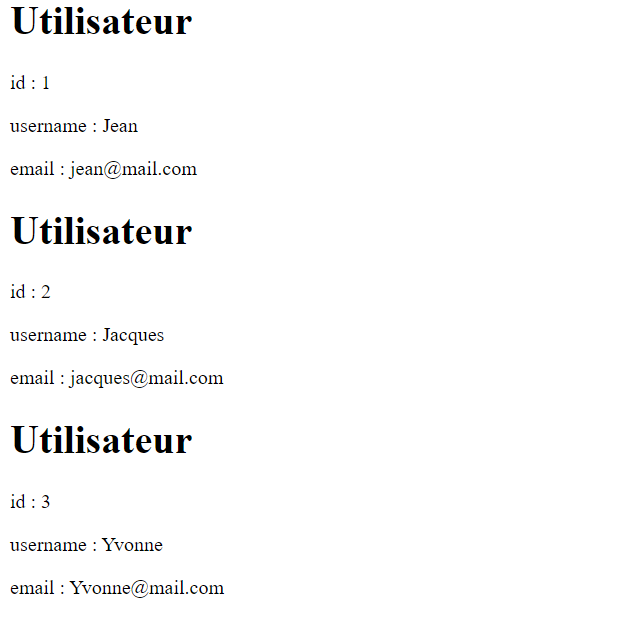 Utilisateur
id : 1
username : Jean
email : jean@mail.com
Utilisateur
id : 2
username : Jacques
email : jacques@mail.com
Utilisateur
id : 3
username : Yvonne
email : Yvonne@mail.com